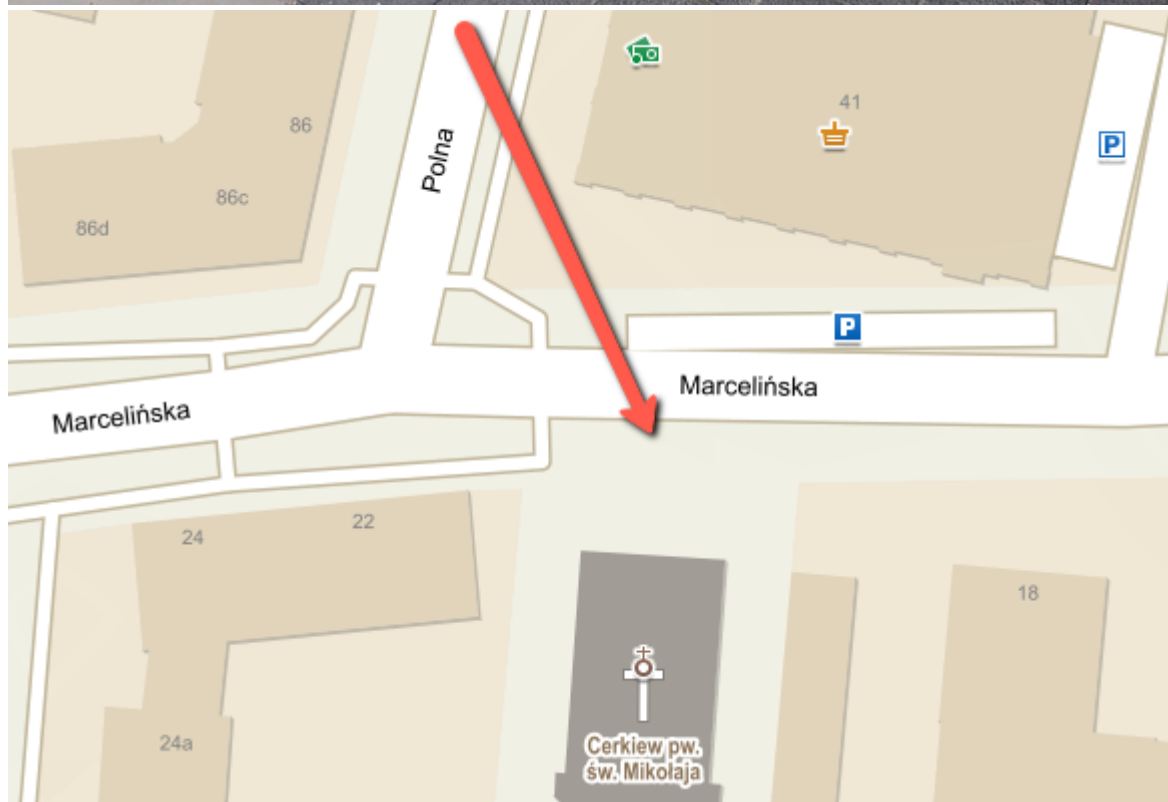 41
P
86
Polna
86c
86d
P
Marcelińska
Marcelińska
22
24
18
24a
Cerkiew pw.
św. Mikołaja